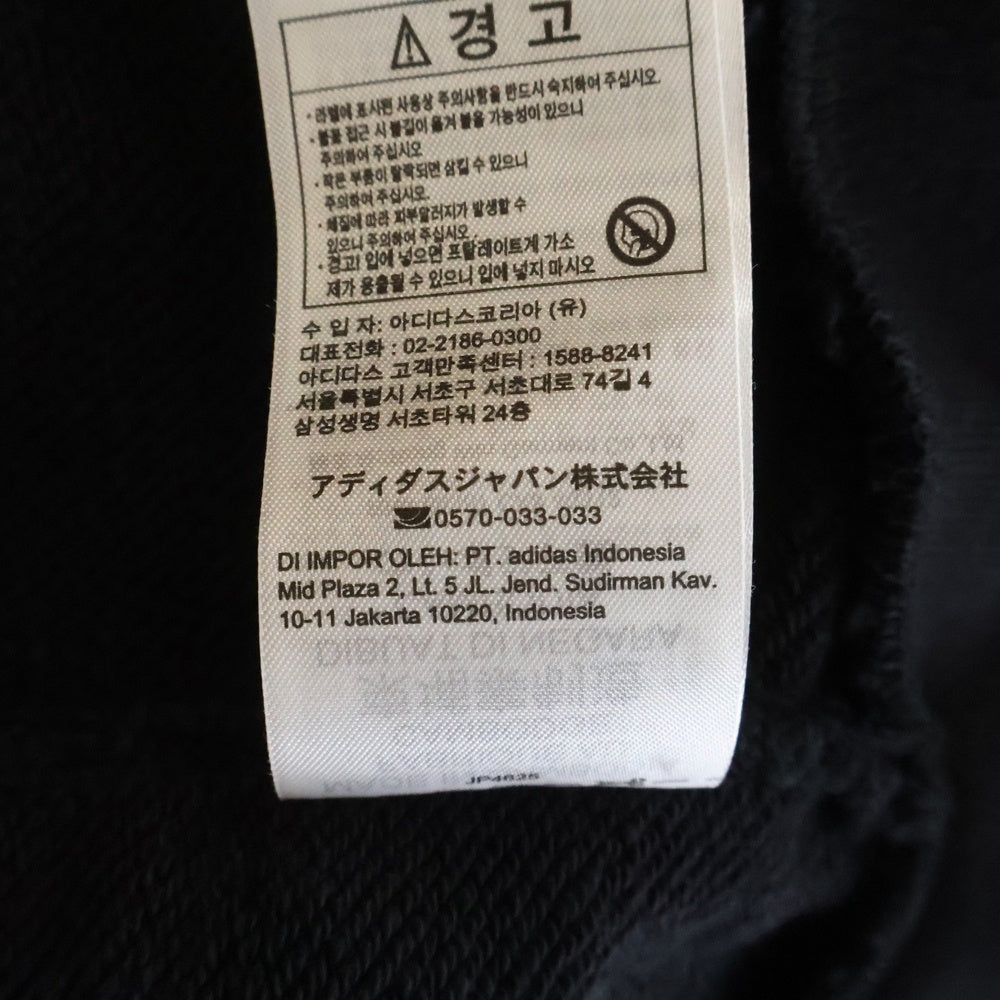 경고
· 라벨에 표시된 사용상 주의사항을 반드시 숙지하여 주십시오.
· 불꽃 접근 시 불길이 옮겨 붙을 가능성이 있으니
주의하여 주십시오
· 작은 부품이 탈락되면 삼킬 수 있으니
주의하여 주십시오.
· 체질에 따라 피부알러지가 발생할 수
있으니 주의하여 주십시오.
· 경고! 입에 넣으면 프탈레이트계 가소
제가 용출될 수 있으니 입에 넣지 마시오
수 입 자: 아디다스코리아 (유)
대표전화 : 02-2186-0300
아디다스 고객만족센터 : 1588-8241
서울특별시 서초구 서초대로 74길 4
삼성생명 서초타워 24층
アディダスジャパン株式会社
0570-033-033
DI IMPOR OLEH: PT. adidas Indonesia
Mid Plaza 2, Lt. 5 JL. Jend. Sudirman Kav.
10-11 Jakarta 10220, Indonesia
DIBUAT DI NEGARA